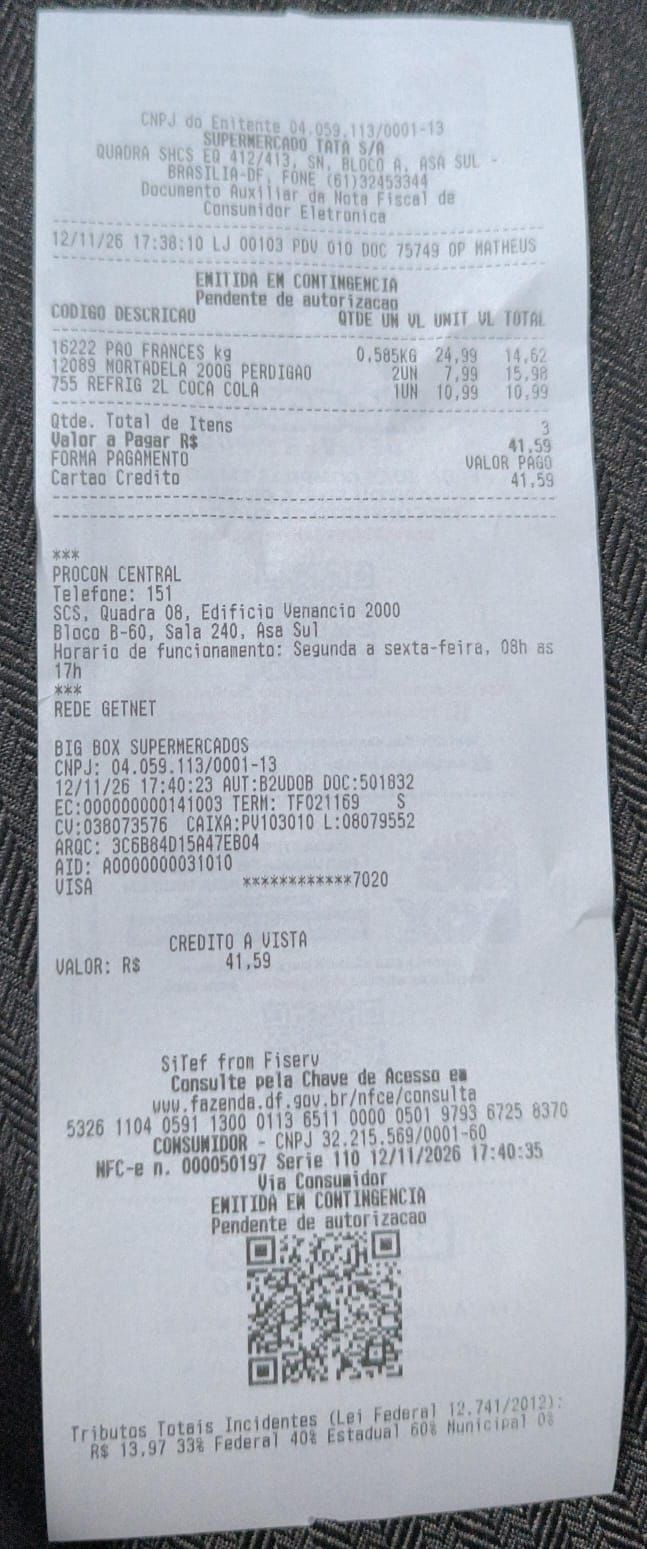 CNPJ do Emitente 04.059.113/0001-13
SUPERMERCADO TATA S/A
QUADRA SHCS EQ 412/413, SN, BLOCO A, ASA SUL -
BRASILIA-DF, FONE (61)32453344
Documento Auxiliar da Nota Fiscal de
Consumidor Eletronica
12/11/26 17:38:10 LJ 00103 PDV 010 DOC 75749 OP MATHEUS
EMITIDA EM CONTINGENCIA
Pendente de autorizacao
CODIGO DESCRICAO QTDE UN VL UNIT VL TOTAL
16222 PAO FRANCES kg 0,585KG 24,99 14,62
12089 MORTADELA 200G PERDIGAO 2UN 7,99 15,98
755 REFRIG 2L COCA COLA 1UN 10,99 10,99
Qtde. Total de Itens 3
Valor a Pagar R$ 41,59
FORMA PAGAMENTO VALOR PAGO
Cartao Credito 41,59
***
PROCON CENTRAL
Telefone: 151
SCS, Quadra 08, Edificio Venancio 2000
Bloco B-60, Sala 240, Asa Sul
Horario de funcionamento: Segunda a sexta-feira, 08h as
17h
***
REDE GETNET
BIG BOX SUPERMERCADOS
CNPJ: 04.059.113/0001-13
12/11/26 17:40:23 AUT:B2UDOB DOC:501832
EC:000000000141003 TERM: TF021169 S
CV:038073576 CAIXA:PV103010 L:08079552
ARQC: 3C6B84D15A47EB04
AID: A0000000031010
VISA ************7020
CREDITO A VISTA
VALOR: R$ 41,59
SiTef from Fiserv
Consulte pela Chave de Acesso em
www.fazenda.df.gov.br/nfce/consulta
5326 1104 0591 1300 0113 6511 0000 0501 9793 6725 8370
CONSUMIDOR - CNPJ 32.215.569/0001-60
NFC-e n. 000050197 Serie 110 12/11/2026 17:40:35
Via Consumidor
EMITIDA EM CONTINGENCIA
Pendente de autorizacao
Tributos Totais Incidentes (Lei Federal 12.741/2012):
R$ 13,97 33% Federal 40% Estadual 60% Municipal 0%